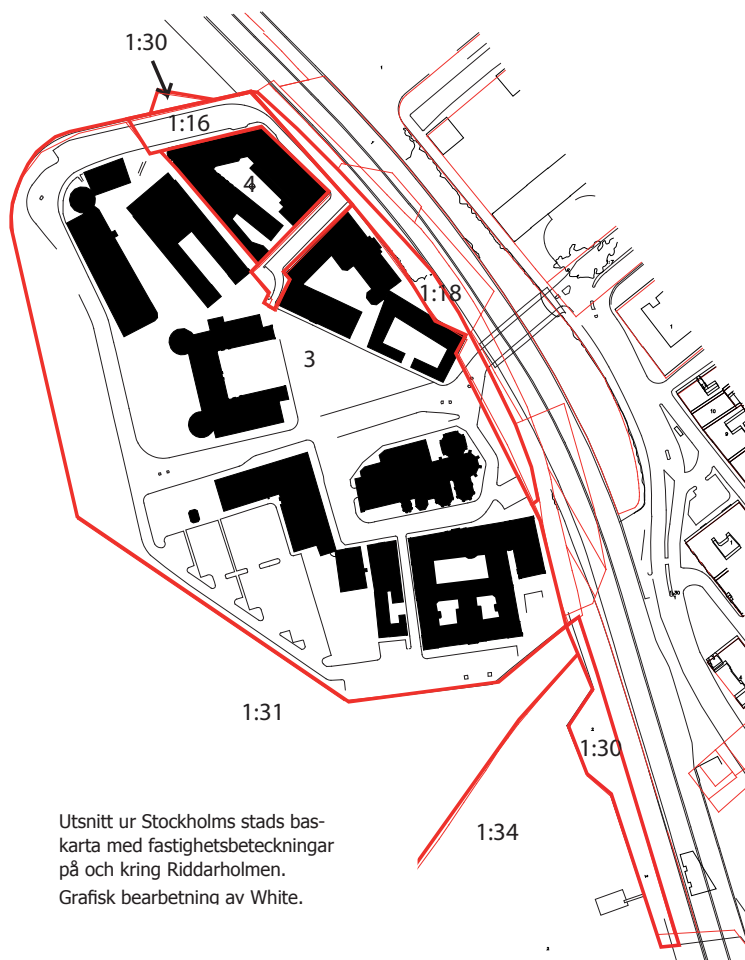 1:30
1:16
4
1:18
3
1:31
1:30
1:34
Utsnitt ur Stockholms stads bas-
karta med fastighetsbeteckningar
på och kring Riddarholmen.
Grafisk bearbetning av White.